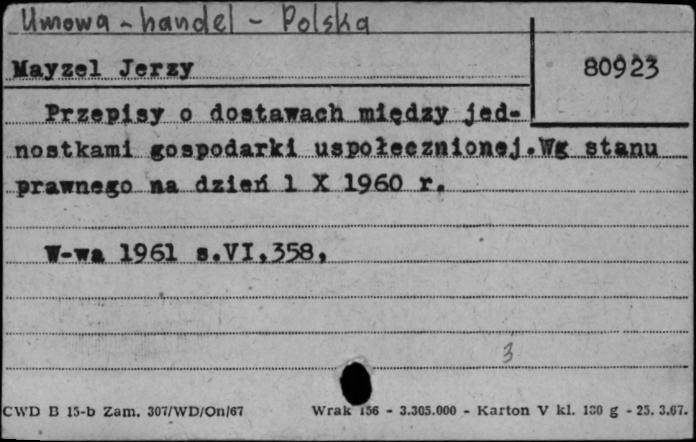 Umowa - handel - Polska
Mayzel Jerzy
80923
Przepisy o dostawach między jed-
nostkami gospodarki uspołecznionej.Wg stanu
prawnego na dzień 1 X 1960 r.
W-wa 1961 s.VI,358,
3
CWD B 15-b Zam. 307/WD/On/67 Wrak 156 - 3.305.000 - Karton V kl. 180 g - 25. 3.67.